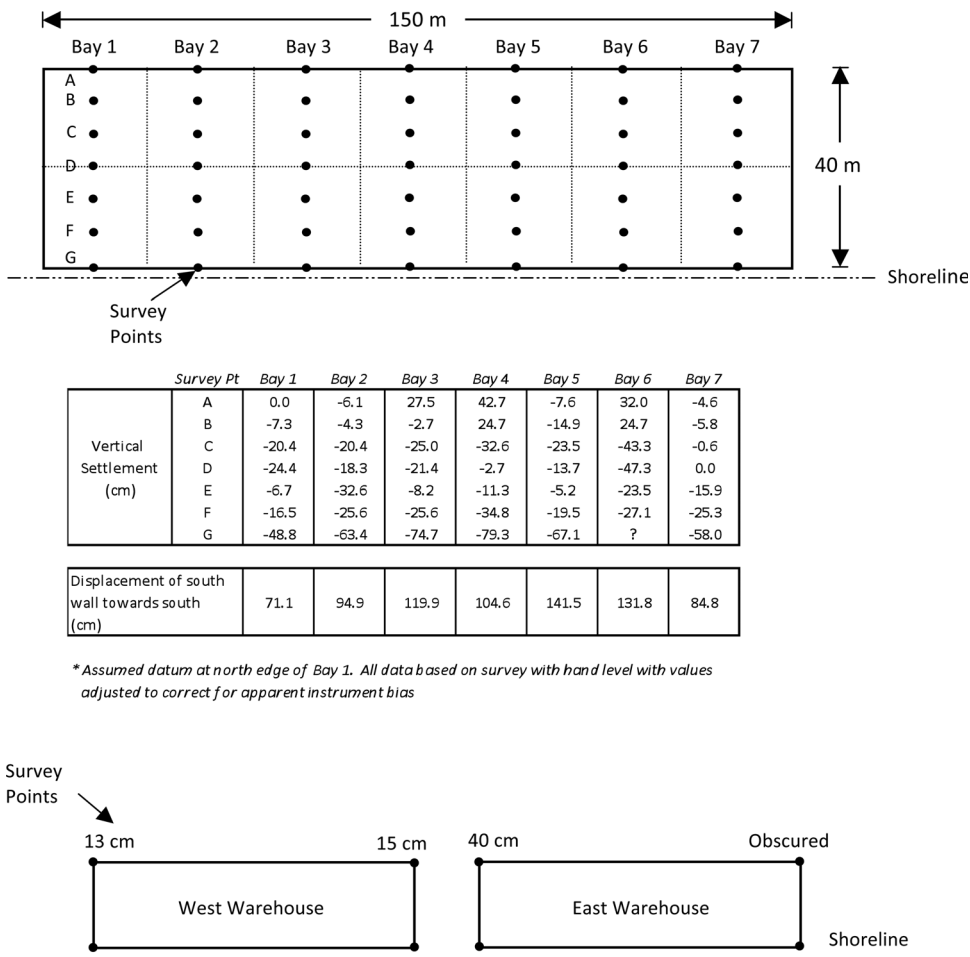 150 m
Bay 1 Bay 2 Bay 3 Bay 4 Bay 5 Bay 6 Bay 7
A
B
C
D
E
F
G
40 m
Shoreline
Survey
Points
Survey Pt Bay 1 Bay 2 Bay 3 Bay 4 Bay 5 Bay 6 Bay 7
A 0.0 -6.1 27.5 42.7 -7.6 32.0 -4.6
B -7.3 -4.3 -2.7 24.7 -14.9 24.7 -5.8
Vertical C -20.4 -20.4 -25.0 -32.6 -23.5 -43.3 -0.6
Settlement D -24.4 -18.3 -21.4 -2.7 -13.7 -47.3 0.0
(cm) E -6.7 -32.6 -8.2 -11.3 -5.2 -23.5 -15.9
F -16.5 -25.6 -25.6 -34.8 -19.5 -27.1 -25.3
G -48.8 -63.4 -74.7 -79.3 -67.1 ? -58.0
Displacement of south
wall towards south 71.1 94.9 119.9 104.6 141.5 131.8 84.8
(cm)
* Assumed datum at north edge of Bay 1. All data based on survey with hand level with values
adjusted to correct for apparent instrument bias
Survey
Points
13 cm 15 cm 40 cm Obscured
West Warehouse East Warehouse
Shoreline